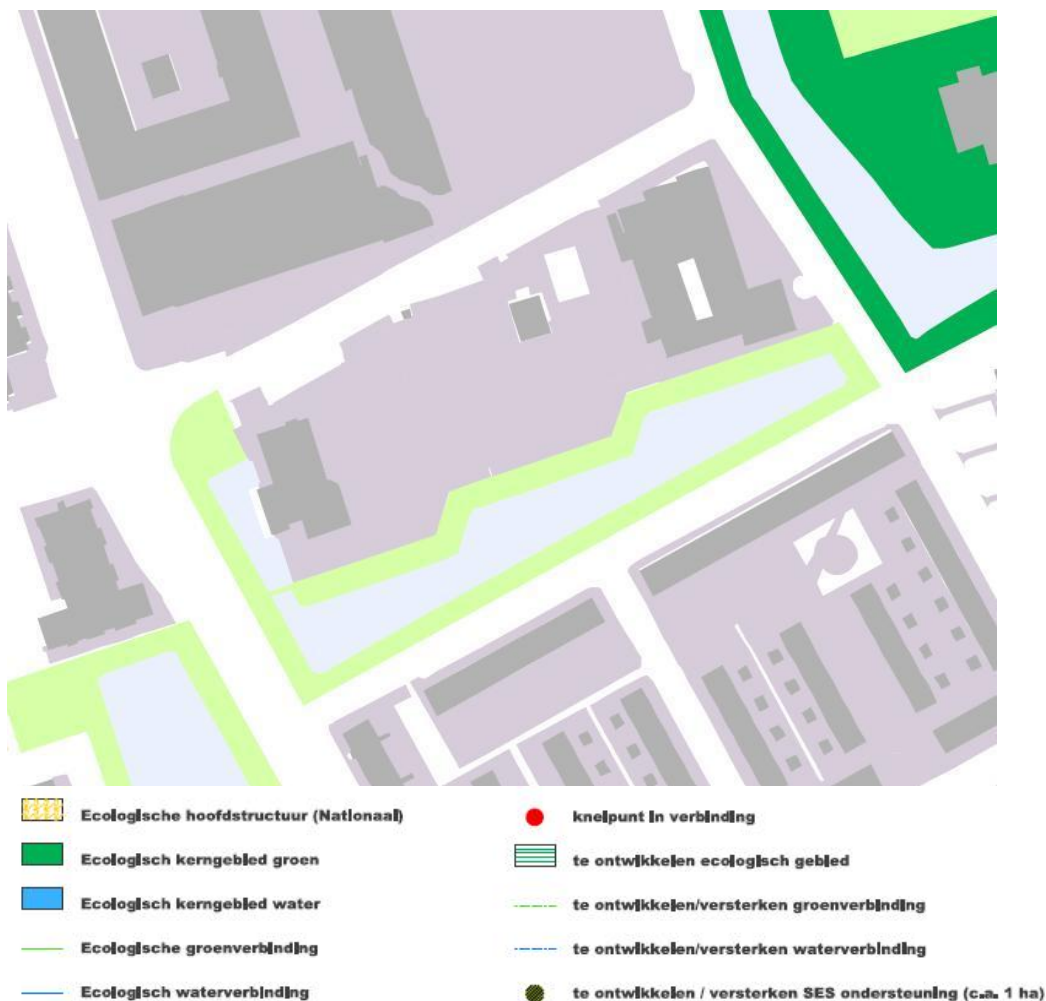 Ecologische hoofdstructuur (Nationaal)
Ecologisch kerngebied groen
Ecologisch kerngebied water
Ecologische groenverbinding
Ecologisch waterverbinding
knelpunt in verbinding
te ontwikkelen ecologisch gebied
te ontwikkelen/versterken groenverbinding
te ontwikkelen/versterken waterverbinding
te ontwikkelen / versterken SES ondersteuning (c.a. 1 ha)